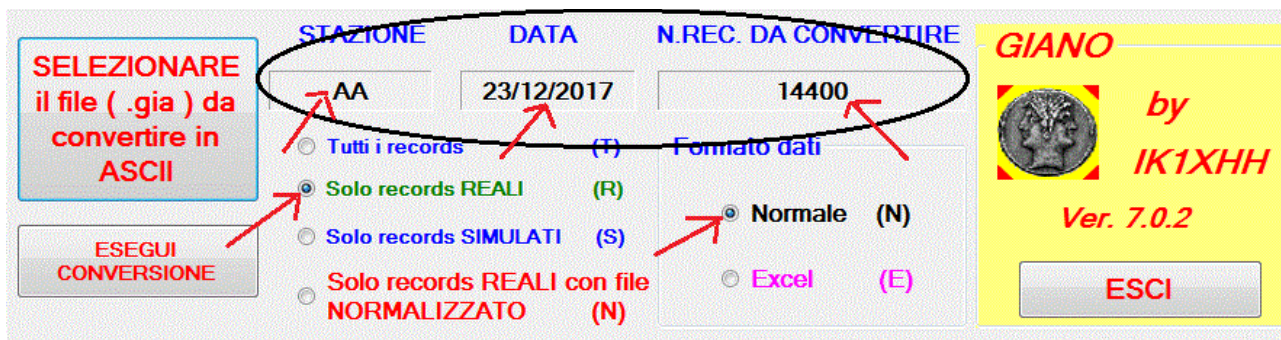 SELEZIONARE
il file ( .gia ) da
convertire in
ASCII
ESEGUI
CONVERSIONE
STAZIONE
DATA
N.REC. DA CONVERTIRE
AA
23/12/2017
14400
Tutti i records (T)
Solo records REALI (R)
Solo records SIMULATI (S)
Solo records REALI con file
NORMALIZZATO (N)
Formato dati
Normale (N)
Excel (E)
GIANO
by
IK1XHH
Ver. 7.0.2
ESCI